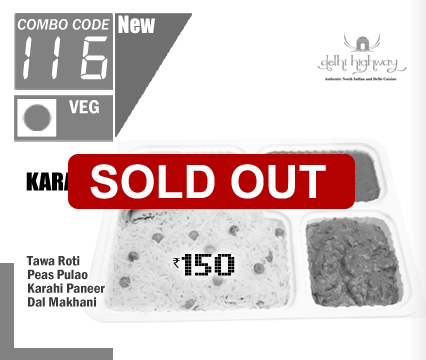 COMBO CODE
116
New
VEG
delhi highway
Authentic North Indian and Delhi Cuisine
SOLD OUT
₹150
Tawa Roti
Peas Pulao
Karahi Paneer
Dal Makhani